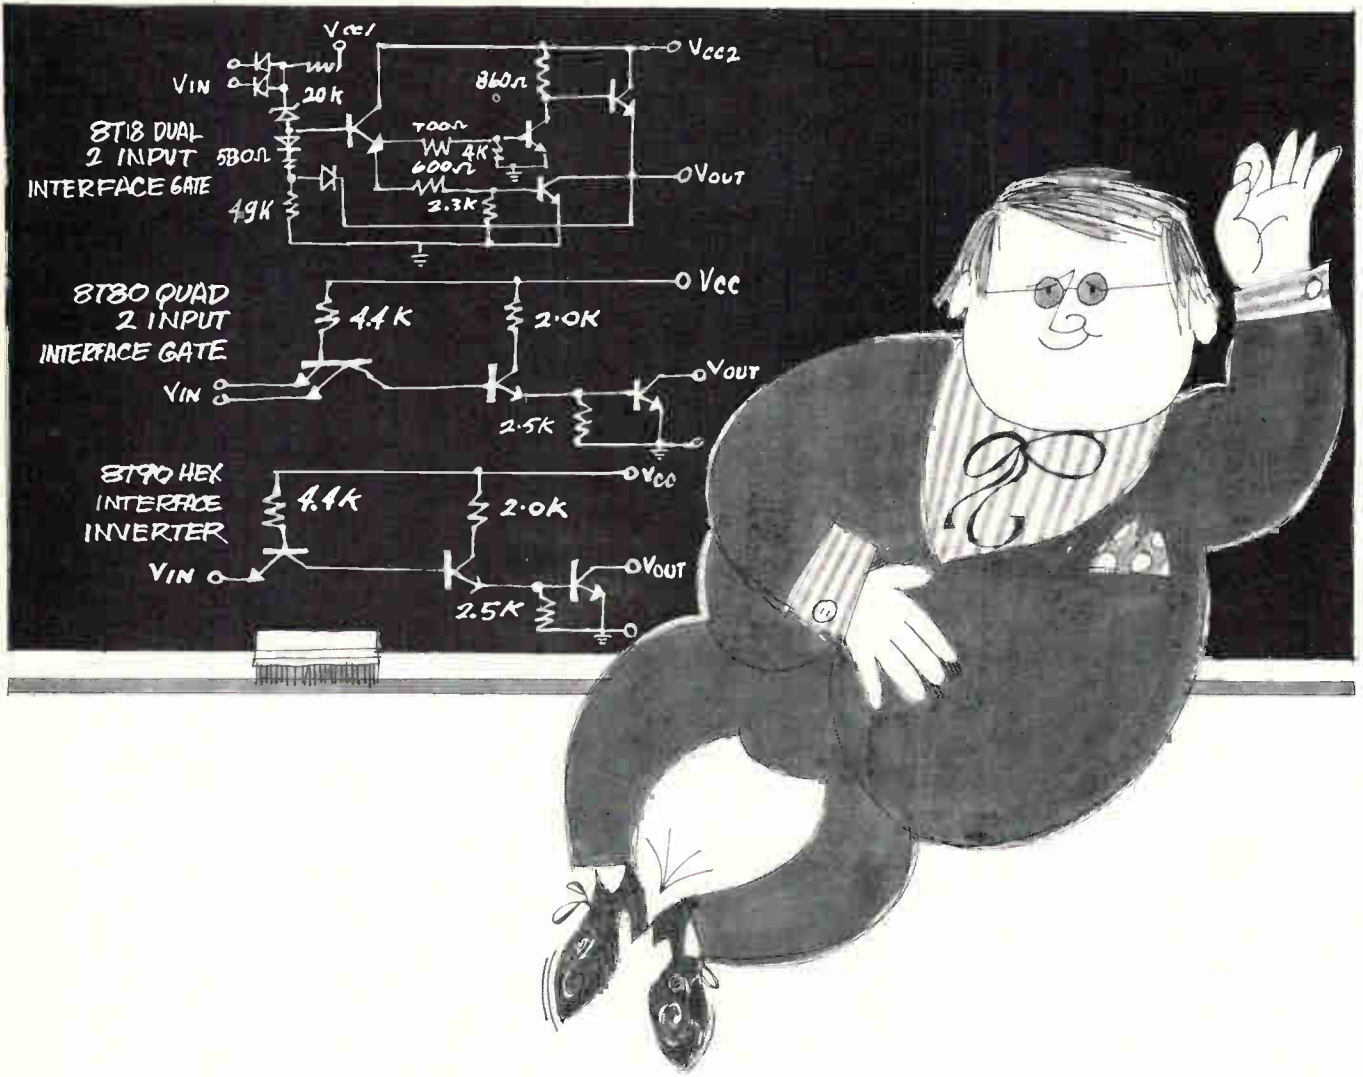 VCC1
VCC2
VIN
20K
860Ω
8T18 DUAL
2 INPUT
INTERFACE GATE
580Ω
700Ω
4K
600Ω
2.3K
49K
VOUT
8T80 QUAD
2 INPUT
INTERFACE GATE
VCC
4.4K
2.0K
VIN
VOUT
2.5K
8T90 HEX
INTERFACE
INVERTER
VCC
4.4K
2.0K
VIN
VOUT
2.5K